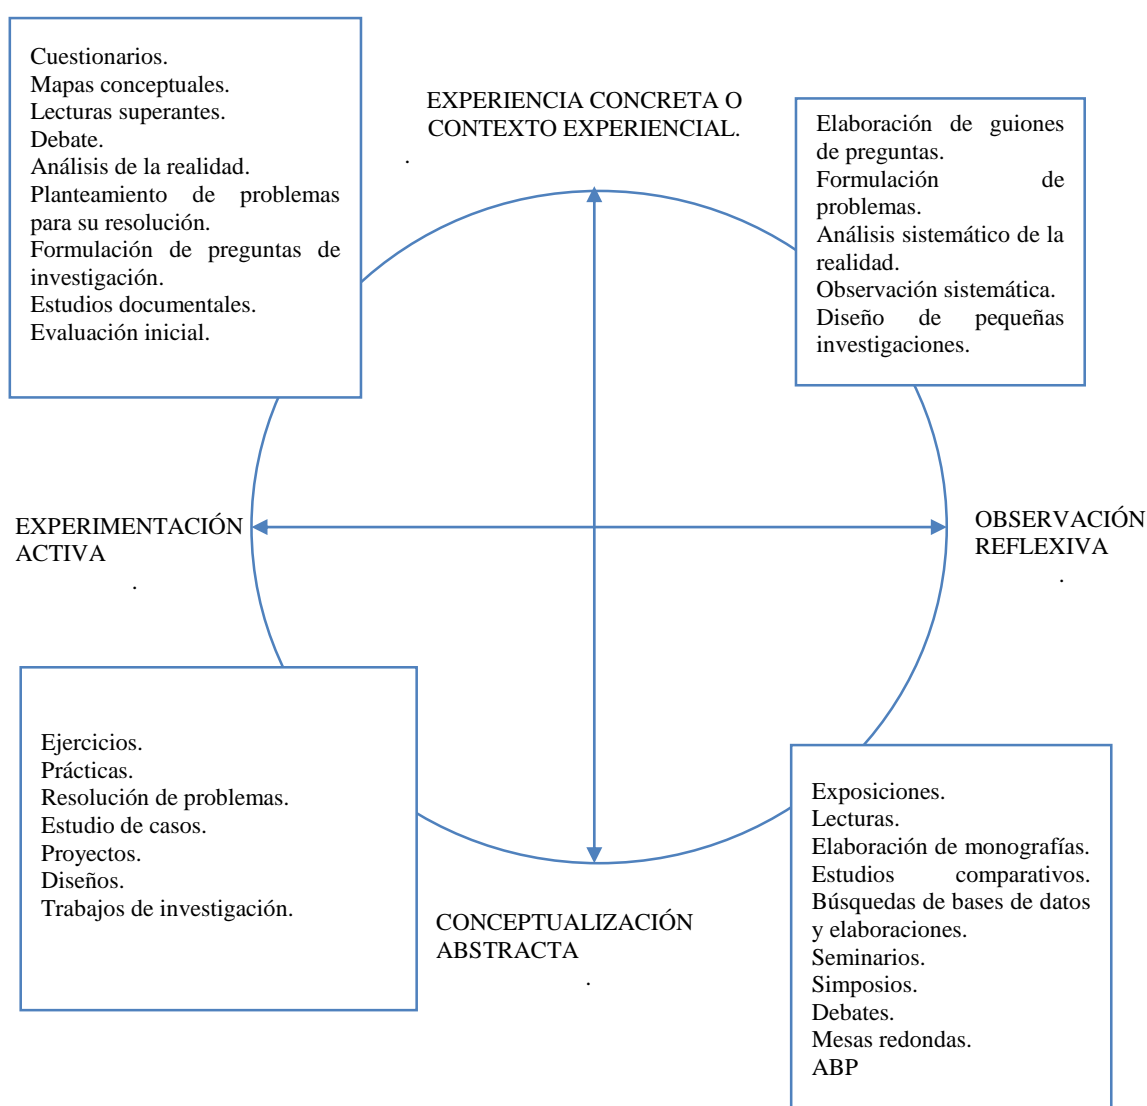 Cuestionarios.
Mapas conceptuales.
Lecturas superantes.
Debate.
Análisis de la realidad.
Planteamiento de problemas
para su resolución.
Formulación de preguntas de
investigación.
Estudios documentales.
Evaluación inicial.
EXPERIENCIA CONCRETA O
CONTEXTO EXPERIENCIAL.
.
Elaboración de guiones
de preguntas.
Formulación de
problemas.
Análisis sistemático de la
realidad.
Observación sistemática.
Diseño de pequeñas
investigaciones.
EXPERIMENTACIÓN
ACTIVA
.
OBSERVACIÓN
REFLEXIVA
.
Ejercicios.
Prácticas.
Resolución de problemas.
Estudio de casos.
Proyectos.
Diseños.
Trabajos de investigación.
CONCEPTUALIZACIÓN
ABSTRACTA
.
Exposiciones.
Lecturas.
Elaboración de monografías.
Estudios comparativos.
Búsquedas de bases de datos
y elaboraciones.
Seminarios.
Simposios.
Debates.
Mesas redondas.
ABP